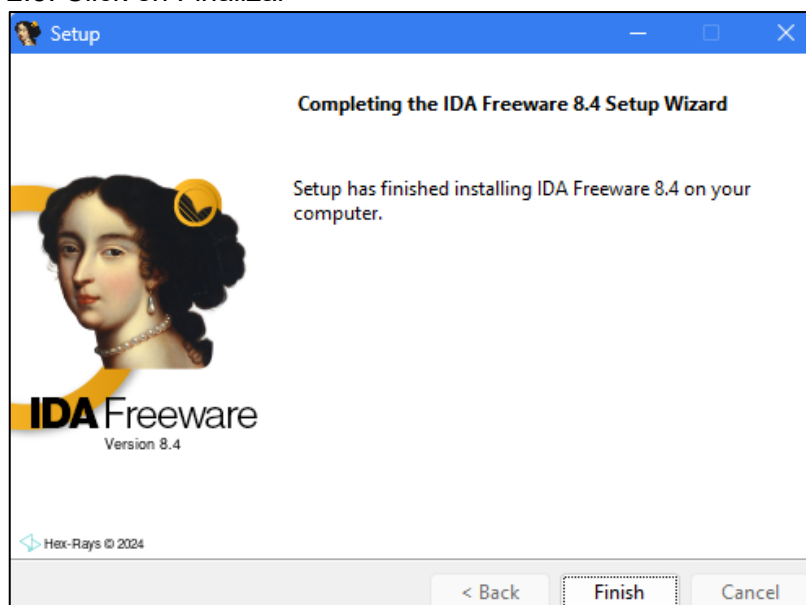 Setup
Completing the IDA Freeware 8.4 Setup Wizard
Setup has finished installing IDA Freeware 8.4 on your
computer.
IDA Freeware
Version 8.4
Hex-Rays © 2024
< Back Finish Cancel